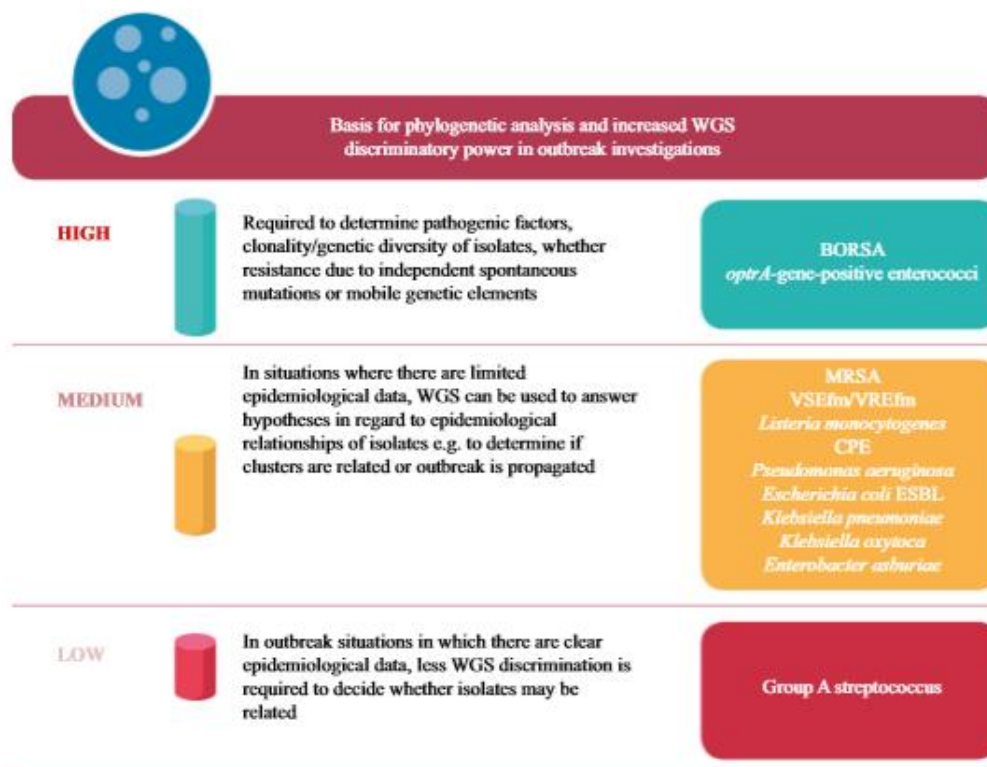 Basis for phylogenetic analysis and increased WGS
discriminatory power in outbreak investigations
HIGH
Required to determine pathogenic factors,
clonality/genetic diversity of isolates, whether
resistance due to independent spontaneous
mutations or mobile genetic elements
BORSA
optrA-gene-positive enterococci
MEDIUM
In situations where there are limited
epidemiological data, WGS can be used to answer
hypotheses in regard to epidemiological
relationships of isolates e.g. to determine if
clusters are related or outbreak is propagated
MRSA
VSEfm/VREfm
Listeria monocytogenes
CPE
Pseudomonas aeruginosa
Escherichia coli ESBL
Klebsiella pneumoniae
Klebsiella oxytoca
Enterobacter asburiae
LOW
In outbreak situations in which there are clear
epidemiological data, less WGS discrimination is
required to decide whether isolates may be
related
Group A streptococcus